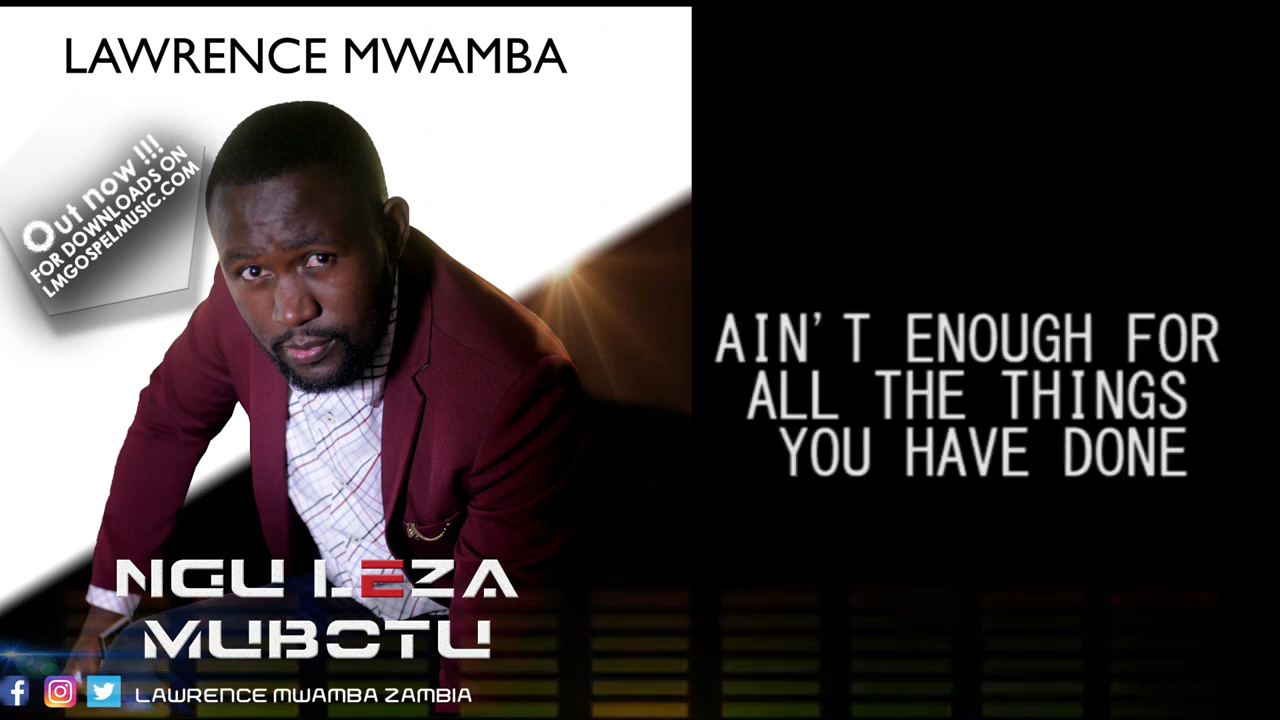 LAWRENCE MWAMBA
Out now !!!
FOR DOWNLOADS ON
LMGOSPELMUSIC.COM
NGU LEZA
MUBOTU
LAWRENCE MWAMBA ZAMBIA
AIN'T ENOUGH FOR
ALL THE THINGS
YOU HAVE DONE